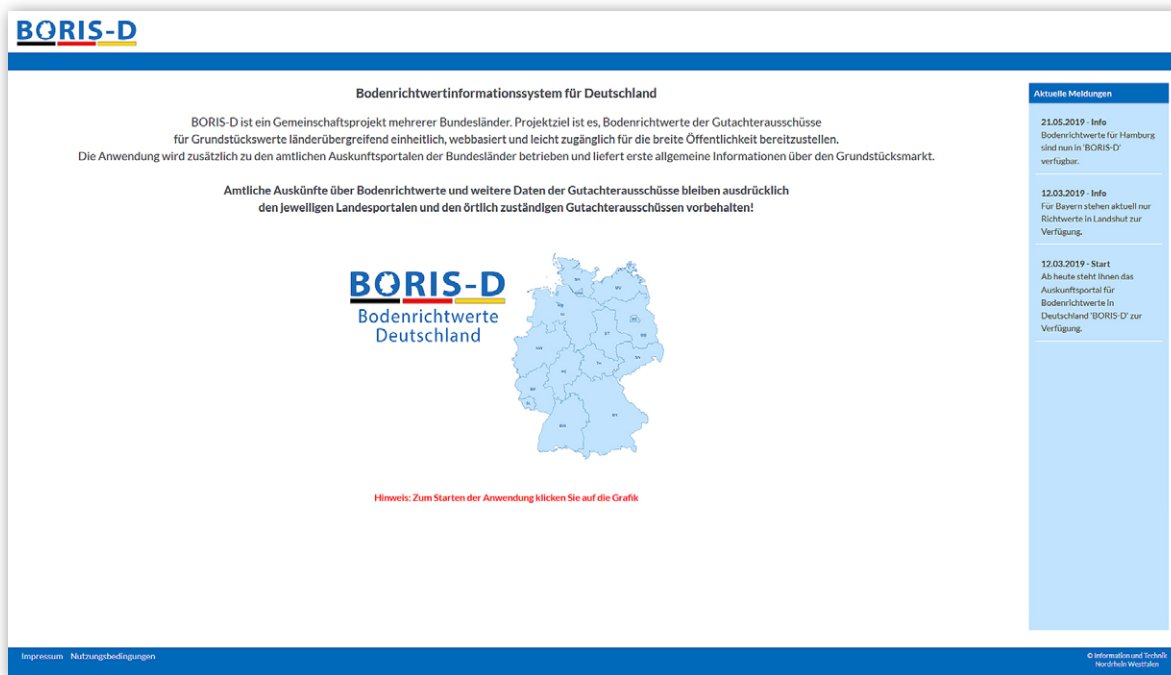 BORIS-D
Bodenrichtwertinformationssystem für Deutschland
BORIS-D ist ein Gemeinschaftsprojekt mehrerer Bundesländer. Projektziel ist es, Bodenrichtwerte der Gutachterausschüsse
für Grundstückswerte länderübergreifend einheitlich, webbasiert und leicht zugänglich für die breite Öffentlichkeit bereitzustellen.
Die Anwendung wird zusätzlich zu den amtlichen Auskunftsportalen der Bundesländer betrieben und liefert erste allgemeine Informationen über den Grundstücksmarkt.
Amtliche Auskünfte über Bodenrichtwerte und weitere Daten der Gutachterausschüsse bleiben ausdrücklich
den jeweiligen Landesportalen und den örtlich zuständigen Gutachterausschüssen vorbehalten!
BORIS-D
Bodenrichtwerte
Deutschland
SH
MV
Hinweis: Zum Starten der Anwendung klicken Sie auf die Grafik
Aktuelle Meldungen
21.05.2019 - Info
Bodenrichtwerte für Hamburg
sind nun in 'BORIS-D'
verfügbar.
12.03.2019 - Info
Für Bayern stehen aktuell nur
Richtwerte in Landshut zur
Verfügung.
12.03.2019 - Start
Ab heute steht Ihnen das
Auskunftsportal für
Bodenrichtwerte in
Deutschland 'BORIS-D' zur
Verfügung.
Impressum Nutzungsbedingungen
© Information und Technik
Nordrhein Westfalen